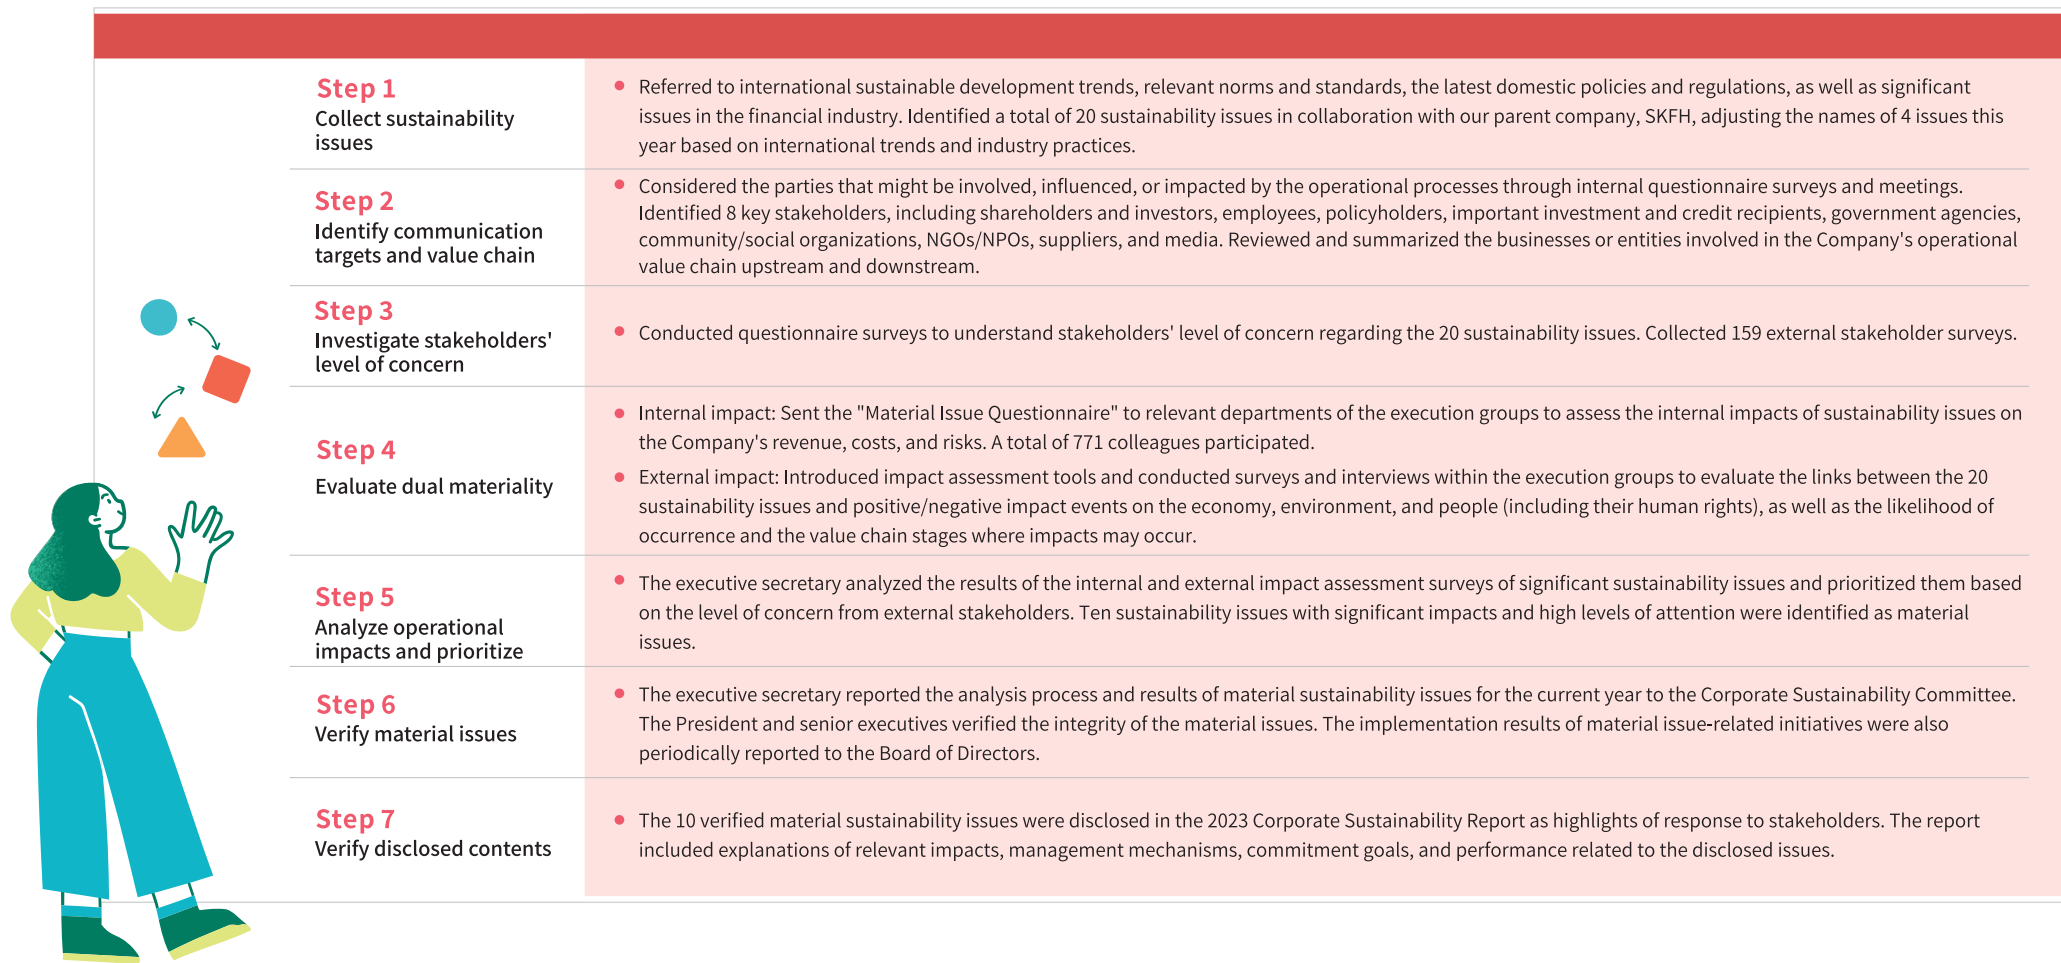 Step 1
Collect sustainability
issues
Referred to international sustainable development trends, relevant norms and standards, the latest domestic policies and regulations, as well as significant
issues in the financial industry. Identified a total of 20 sustainability issues in collaboration with our parent company, SKFH, adjusting the names of 4 issues this
year based on international trends and industry practices.
Step 2
Identify communication
targets and value chain
Considered the parties that might be involved, influenced, or impacted by the operational processes through internal questionnaire surveys and meetings.
Identified 8 key stakeholders, including shareholders and investors, employees, policyholders, important investment and credit recipients, government agencies,
community/social organizations, NGOs/NPOs, suppliers, and media. Reviewed and summarized the businesses or entities involved in the Company's operational
value chain upstream and downstream.
Step 3
Investigate stakeholders'
level of concern
Conducted questionnaire surveys to understand stakeholders' level of concern regarding the 20 sustainability issues. Collected 159 external stakeholder surveys.
Step 4
Evaluate dual materiality
Internal impact: Sent the "Material Issue Questionnaire" to relevant departments of the execution groups to assess the internal impacts of sustainability issues on
the Company's revenue, costs, and risks. A total of 771 colleagues participated.
External impact: Introduced impact assessment tools and conducted surveys and interviews within the execution groups to evaluate the links between the 20
sustainability issues and positive/negative impact events on the economy, environment, and people (including their human rights), as well as the likelihood of
occurrence and the value chain stages where impacts may occur.
Step 5
Analyze operational
impacts and prioritize
The executive secretary analyzed the results of the internal and external impact assessment surveys of significant sustainability issues and prioritized them based
on the level of concern from external stakeholders. Ten sustainability issues with significant impacts and high levels of attention were identified as material
issues.
Step 6
Verify material issues
The executive secretary reported the analysis process and results of material sustainability issues for the current year to the Corporate Sustainability Committee.
The President and senior executives verified the integrity of the material issues. The implementation results of material issue-related initiatives were also
periodically reported to the Board of Directors.
Step 7
Verify disclosed contents
The 10 verified material sustainability issues were disclosed in the 2023 Corporate Sustainability Report as highlights of response to stakeholders. The report
included explanations of relevant impacts, management mechanisms, commitment goals, and performance related to the disclosed issues.